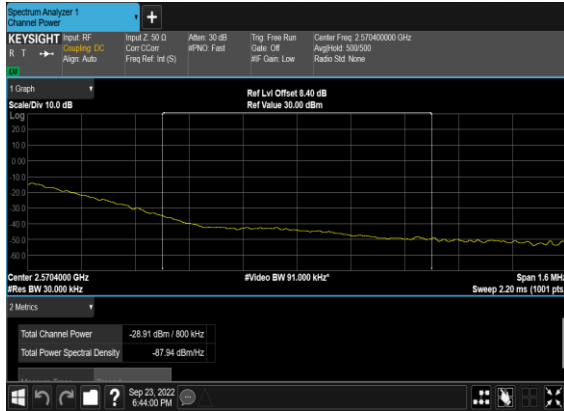 Spectrum Analyzer 1
Channel Power
+
KEYSIGHT Input: RF Input Z: 50 Ω Atten: 30 dB Trig: Free Run Center Freq: 2.570400000 GHz
R T Coupling: DC Corr CCorr #PNO: Fast Gate: Off Avg|Hold: 500/500
Align: Auto Freq Ref: Int (S) #IF Gain: Low Radio Std: None
1 Graph
Ref Lvl Offset 8.40 dB
Scale/Div 10.0 dB Ref Value 30.00 dBm
Log
20.0
10.0
0.00
-10.0
-20.0
-30.0
-40.0
-50.0
-60.0
Center 2.5704000 GHz #Video BW 91.000 kHz* Span 1.6 MHz
#Res BW 30.000 kHz Sweep 2.20 ms (1001 pts
2 Metrics
Total Channel Power -28.91 dBm / 800 kHz
Total Power Spectral Density -87.94 dBm/Hz
? Sep 23, 2022
6:44:00 PM